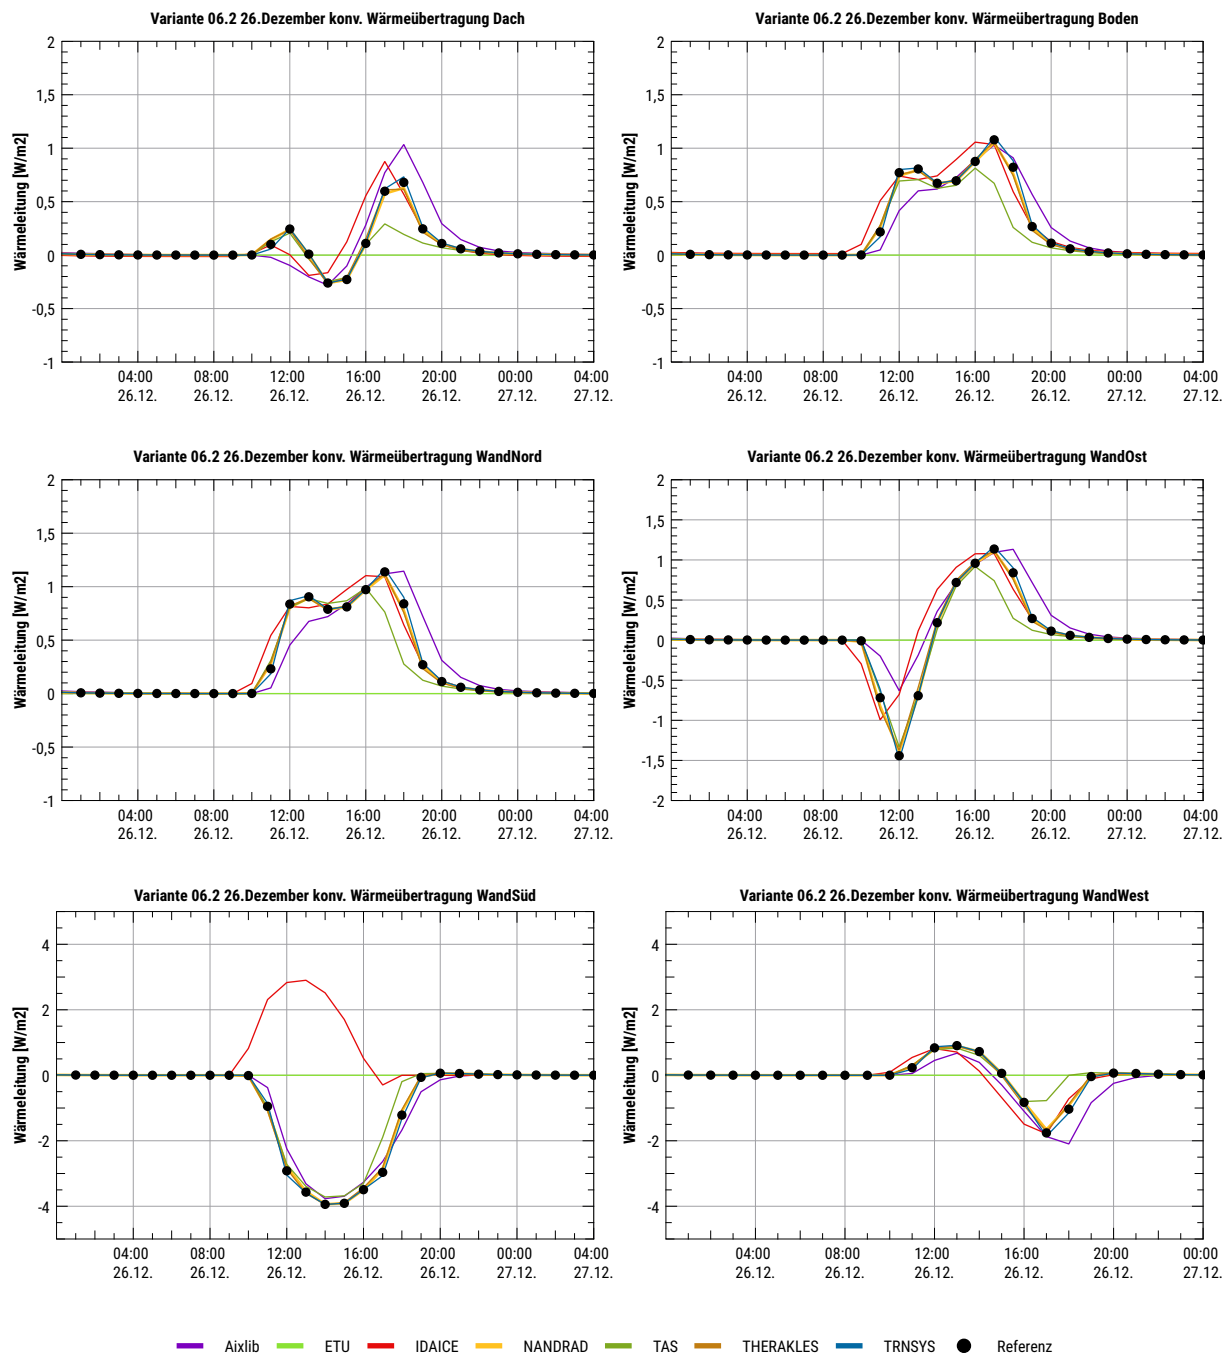 Variante 06.2 26.Dezember konv. Wärmeübertragung Dach
Wärmeleitung [W/m2]
2
1,5
1
0,5
0
-0,5
-1
04:00 08:00 12:00 16:00 20:00 00:00 04:00
26.12. 26.12. 26.12. 26.12. 26.12. 27.12. 27.12.
Variante 06.2 26.Dezember konv. Wärmeübertragung Boden
Wärmeleitung [W/m2]
2
1,5
1
0,5
0
-0,5
-1
04:00 08:00 12:00 16:00 20:00 00:00 04:00
26.12. 26.12. 26.12. 26.12. 26.12. 27.12. 27.12.
Variante 06.2 26.Dezember konv. Wärmeübertragung WandNord
Wärmeleitung [W/m2]
2
1,5
1
0,5
0
-0,5
-1
04:00 08:00 12:00 16:00 20:00 00:00 04:00
26.12. 26.12. 26.12. 26.12. 26.12. 27.12. 27.12.
Variante 06.2 26.Dezember konv. Wärmeübertragung WandOst
Wärmeleitung [W/m2]
2
1,5
1
0,5
0
-0,5
-1
-1,5
-2
04:00 08:00 12:00 16:00 20:00 00:00 04:00
26.12. 26.12. 26.12. 26.12. 26.12. 27.12. 27.12.
Variante 06.2 26.Dezember konv. Wärmeübertragung WandSüd
Wärmeleitung [W/m2]
4
2
0
-2
-4
04:00 08:00 12:00 16:00 20:00 00:00 04:00
26.12. 26.12. 26.12. 26.12. 26.12. 27.12. 27.12.
Variante 06.2 26.Dezember konv. Wärmeübertragung WandWest
Wärmeleitung [W/m2]
4
2
0
-2
-4
04:00 08:00 12:00 16:00 20:00 00:00
26.12. 26.12. 26.12. 26.12. 26.12. 27.12.
Aixlib ETU IDAICE NANDRAD TAS THERAKLES TRNSYS Referenz